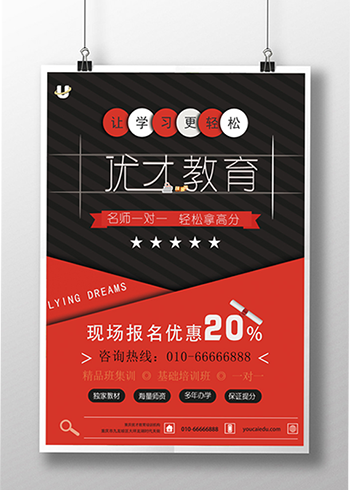 U
让学习更轻松
优才教育
名师一对一 轻松拿高分
LYING DREAMS
现场报名优惠20%
> 咨询热线：010-66666888 >
精品班集训 ◎ 基础培训班 ◎ 一对一
独家教材 海量师资 多年办学 保证提分
010-66666888 youcaiedu.com